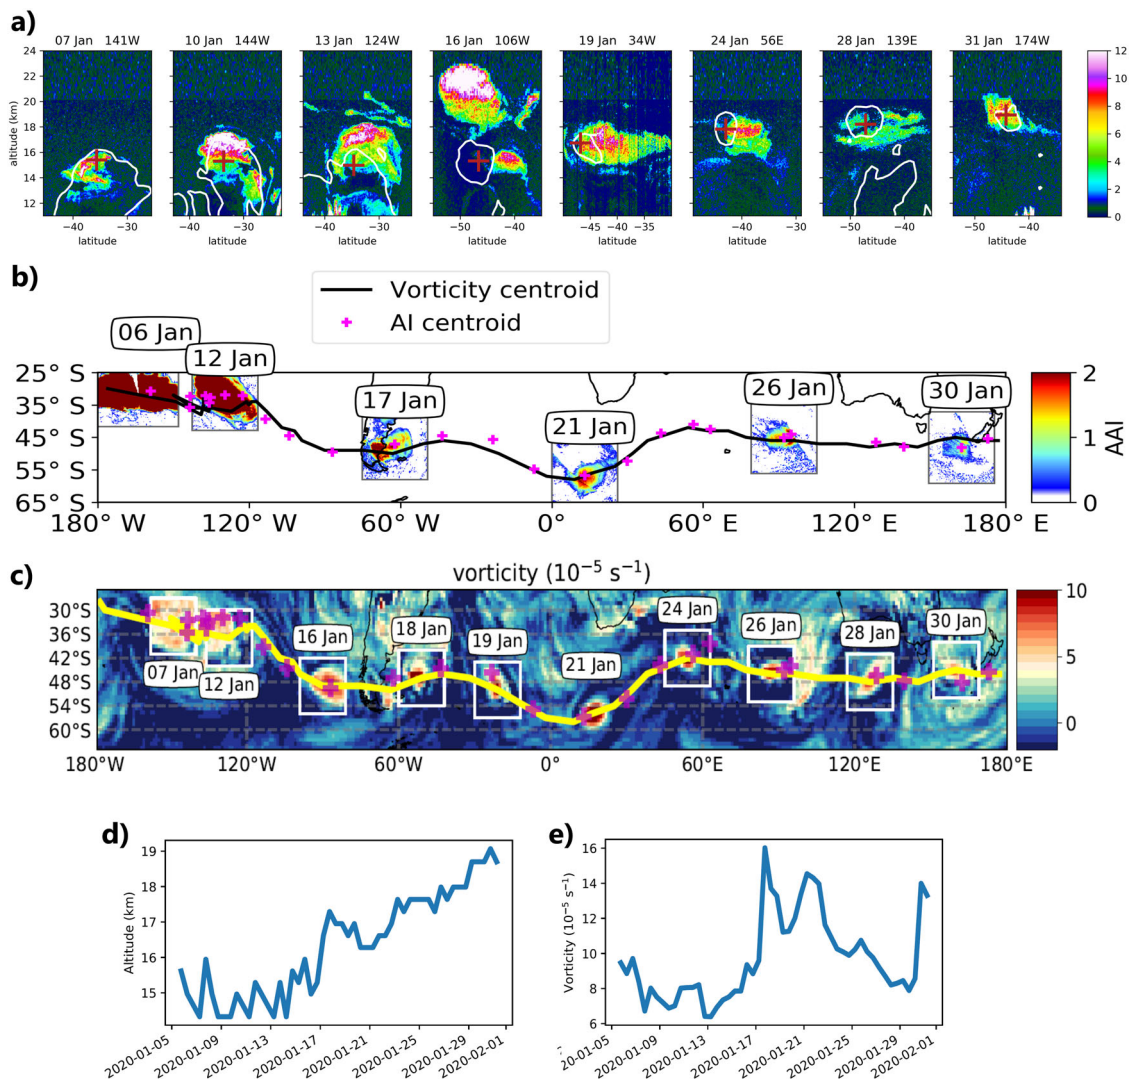 a)
07 Jan 141W
10 Jan 144W
13 Jan 124W
16 Jan 106W
19 Jan 34W
24 Jan 56E
28 Jan 139E
31 Jan 174W
altitude (km)
24
22
20
18
16
14
12
12
10
8
6
4
2
0
−40 −30
−40 −30
−40 −30
−50 −40
−45 −40 −35 −30
−40 −30
−50 −40
−50 −40
latitude latitude latitude latitude latitude latitude latitude latitude
b)
Vorticity centroid
AI centroid
06 Jan
12 Jan
17 Jan
21 Jan
26 Jan
30 Jan
25° S
35° S
45° S
55° S
65° S
180° W 120° W 60° W 0° 60° E 120° E 180° E
2
1
0
AAI
c)
vorticity (10⁻⁵ s⁻¹)
07 Jan
12 Jan
16 Jan
18 Jan
19 Jan
21 Jan
24 Jan
26 Jan
28 Jan
30 Jan
30°S
36°S
42°S
48°S
54°S
60°S
180°W 120°W 60°W 0° 60°E 120°E 180°E
10
5
0
d)
Altitude (km)
19
18
17
16
15
2020-01-05
2020-01-09
2020-01-13
2020-01-17
2020-01-21
2020-01-25
2020-01-29
2020-02-01
e)
Vorticity (10⁻⁵ s⁻¹)
16
14
12
10
8
6
20-01-05
2020-01-09
2020-01-13
2020-01-17
2020-01-21
2020-01-25
2020-01-29
2020-02-01